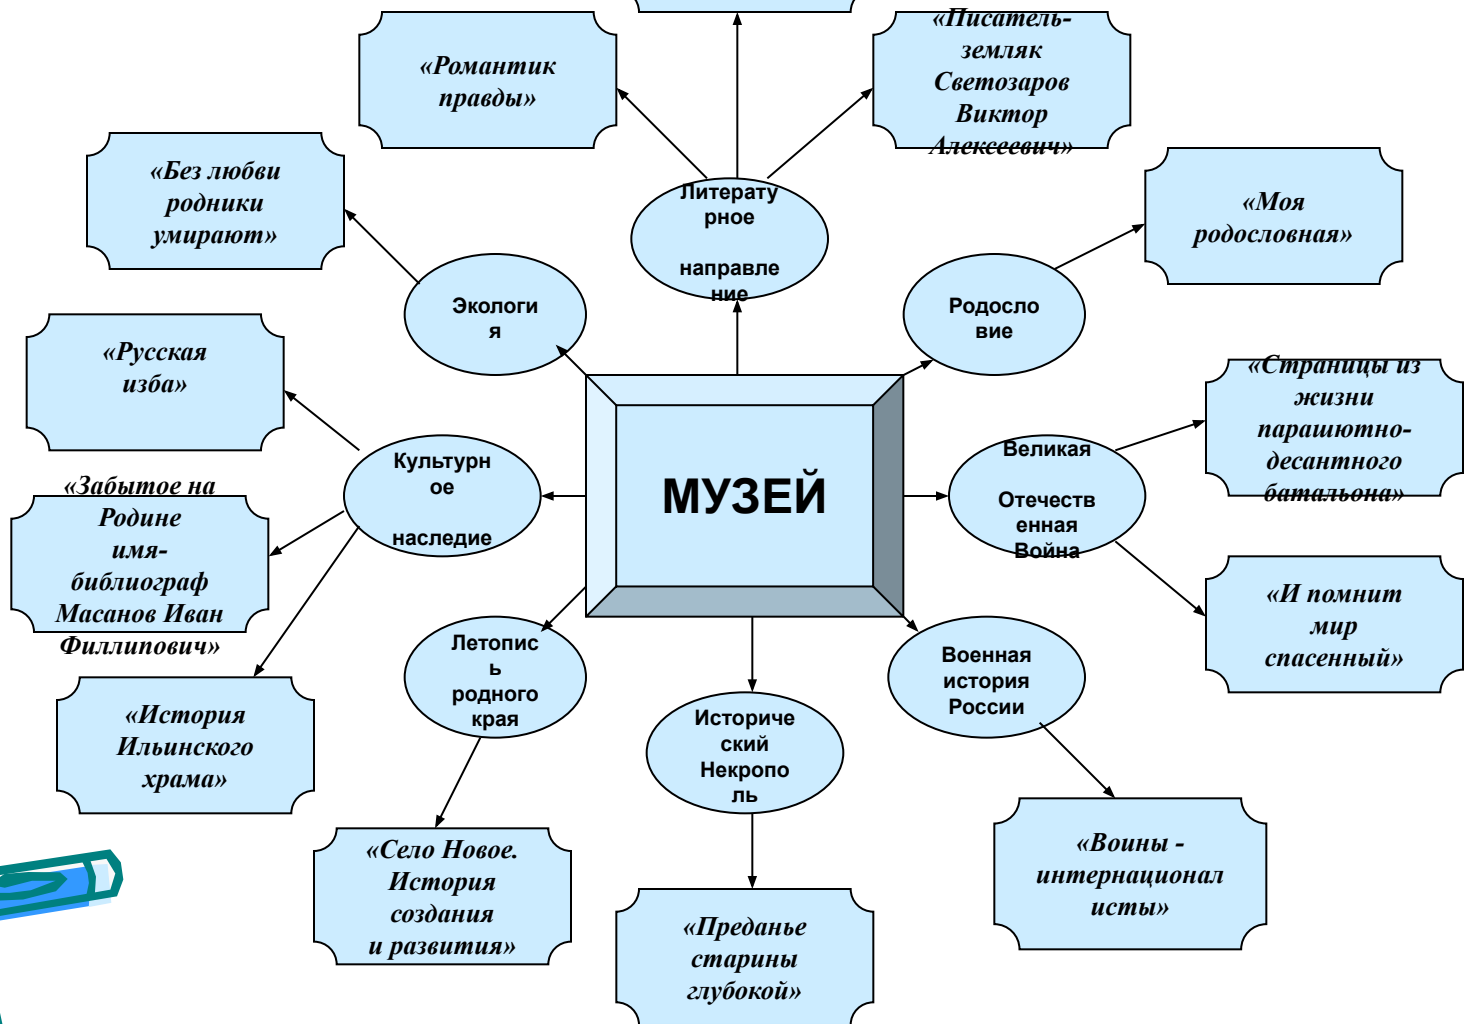 «Романтик
правды»
«Писатель-
земляк
Светозаров
Виктор
Алексеевич»
«Без любви
родники
умирают»
Литерату
рное
направле
ние
«Моя
родословная»
Экологи
я
Родосло
вие
«Русская
изба»
«Страницы из
жизни
парашютно-
десантного
батальона»
Культурн
ое
наследие
МУЗЕЙ
Великая
Отечеств
енная
Война
«Забытое на
Родине
имя-
библиограф
Масанов Иван
Филлипович»
«И помнит
мир
спасенный»
Летопис
ь
родного
края
Военная
история
России
«История
Ильинского
храма»
Историче
ский
Некропо
ль
«Село Новое.
История
создания
и развития»
«Воины -
интернационал
исты»
«Преданье
старины
глубокой»